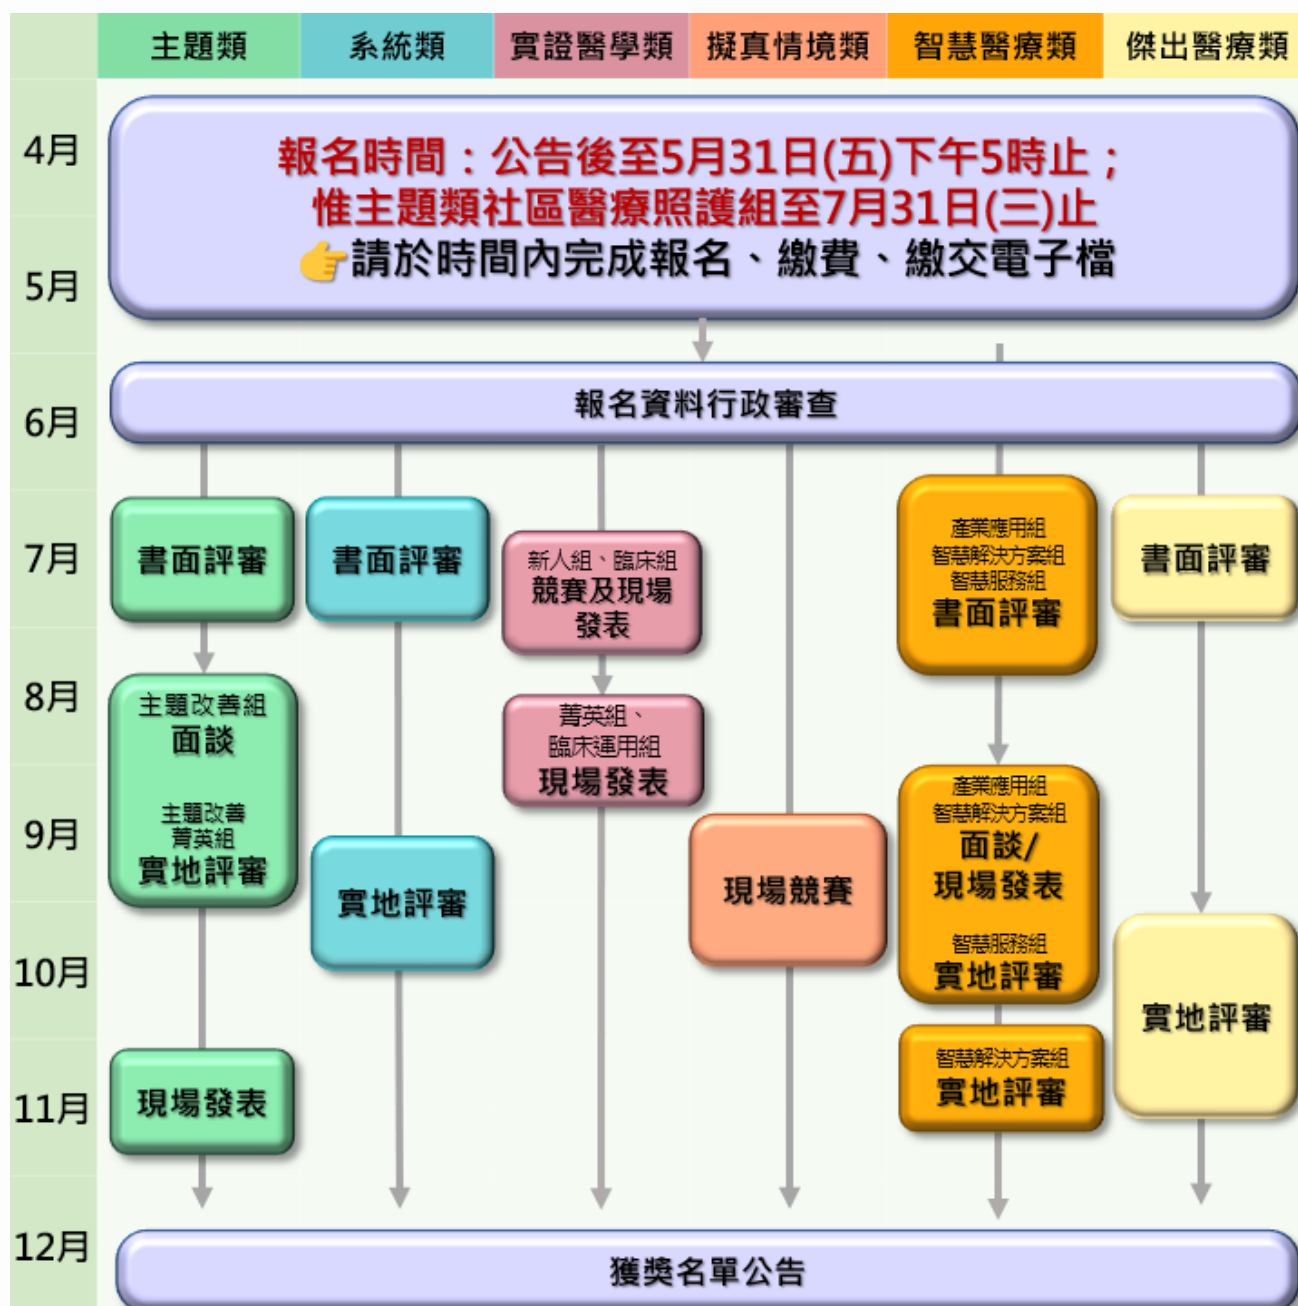 主題類
系統類
實證醫學類
擬真情境類
智慧醫療類
傑出醫療類
4月
報名時間：公告後至5月31日(五)下午5時止；
惟主題類社區醫療照護組至7月31日(三)止
👉請於時間內完成報名、繳費、繳交電子檔
5月
6月
報名資料行政審查
7月
書面評審
書面評審
新人組、臨床組
競賽及現場
發表
產業應用組
智慧解決方案組
智慧服務組
書面評審
書面評審
8月
主題改善組
面談
主題改善
菁英組
實地評審
菁英組、
臨床運用組
現場發表
9月
實地評審
現場競賽
產業應用組
智慧解決方案組
面談/
現場發表
智慧服務組
實地評審
10月
實地評審
11月
現場發表
智慧解決方案組
實地評審
12月
獲獎名單公告